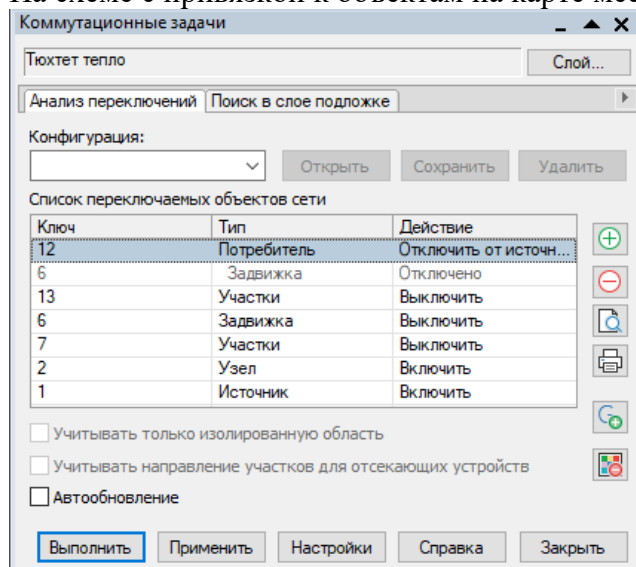 Коммутационные задачи
Тюхтет тепло
Слой...
Анализ переключений Поиск в слое подложке
Конфигурация:
Открыть Сохранить Удалить
Список переключаемых объектов сети
Ключ Тип Действие
12 Потребитель Отключить от источн...
6 Задвижка Отключено
13 Участки Выключить
6 Задвижка Выключить
7 Участки Выключить
2 Узел Включить
1 Источник Включить
Учитывать только изолированную область
Учитывать направление участков для отсекающих устройств
Автообновление
Выполнить Применить Настройки Справка Закрыть